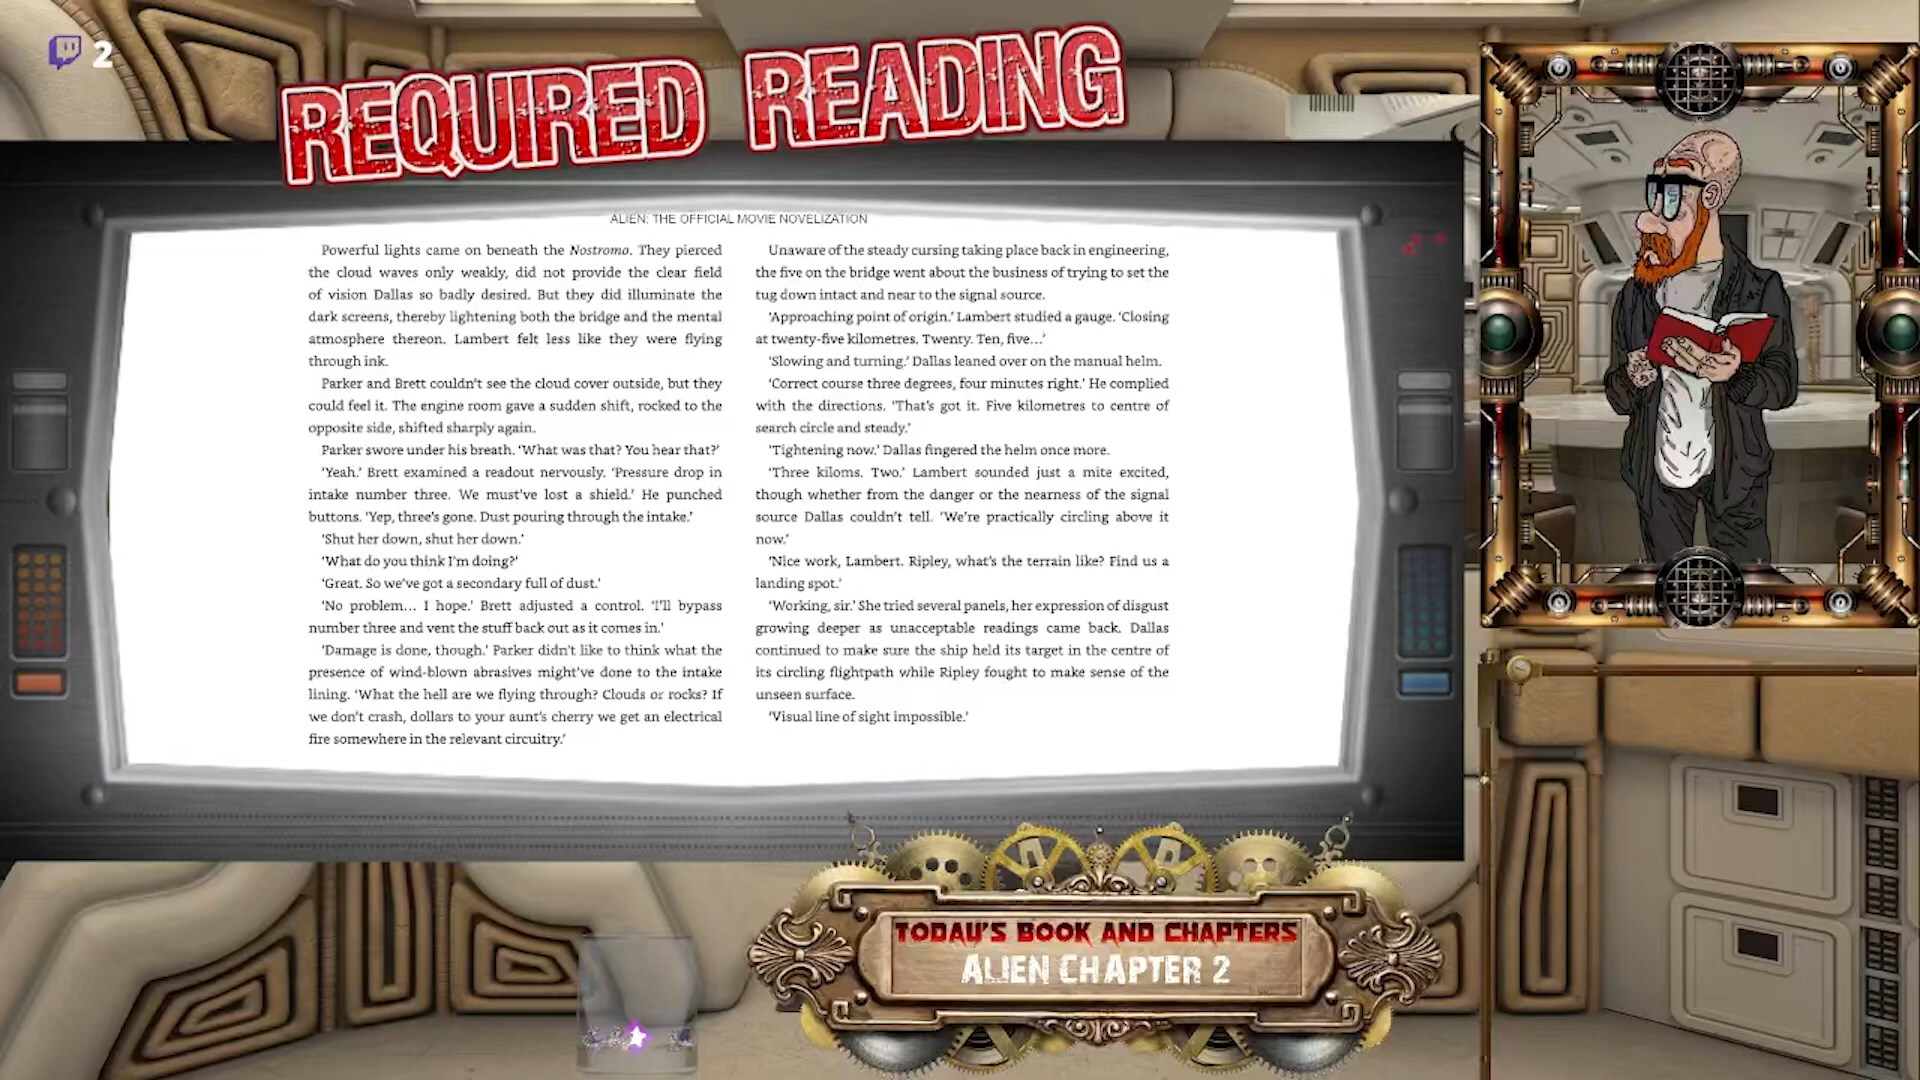 2
REQUIRED READING
ALIEN: THE OFFICIAL MOVIE NOVELIZATION
Powerful lights came on beneath the Nostromo. They pierced
the cloud waves only weakly, did not provide the clear field
of vision Dallas so badly desired. But they did illuminate the
dark screens, thereby lightening both the bridge and the mental
atmosphere thereon. Lambert felt less like they were flying
through ink.
Parker and Brett couldn't see the cloud cover outside, but they
could feel it. The engine room gave a sudden shift, rocked to the
opposite side, shifted sharply again.
Parker swore under his breath. 'What was that? You hear that?'
'Yeah.' Brett examined a readout nervously. 'Pressure drop in
intake number three. We must've lost a shield.' He punched
buttons. 'Yep, three's gone. Dust pouring through the intake.'
'Shut her down, shut her down.'
'What do you think I'm doing?'
'Great. So we've got a secondary full of dust.'
'No problem… I hope.' Brett adjusted a control. 'I'll bypass
number three and vent the stuff back out as it comes in.'
'Damage is done, though.' Parker didn't like to think what the
presence of wind-blown abrasives might've done to the intake
lining. 'What the hell are we flying through? Clouds or rocks? If
we don't crash, dollars to your aunt's cherry we get an electrical
fire somewhere in the relevant circuitry.'
Unaware of the steady cursing taking place back in engineering,
the five on the bridge went about the business of trying to set the
tug down intact and near to the signal source.
'Approaching point of origin.' Lambert studied a gauge. 'Closing
at twenty-five kilometres. Twenty. Ten, five…'
'Slowing and turning.' Dallas leaned over on the manual helm.
'Correct course three degrees, four minutes right.' He complied
with the directions. 'That's got it. Five kilometres to centre of
search circle and steady.'
'Tightening now.' Dallas fingered the helm once more.
'Three kiloms. Two.' Lambert sounded just a mite excited,
though whether from the danger or the nearness of the signal
source Dallas couldn't tell. 'We're practically circling above it
now.'
'Nice work, Lambert. Ripley, what's the terrain like? Find us a
landing spot.'
'Working, sir.' She tried several panels, her expression of disgust
growing deeper as unacceptable readings came back. Dallas
continued to make sure the ship held its target in the centre of
its circling flightpath while Ripley fought to make sense of the
unseen surface.
'Visual line of sight impossible.'
TODAY'S BOOK AND CHAPTERS
ALIEN CHAPTER 2